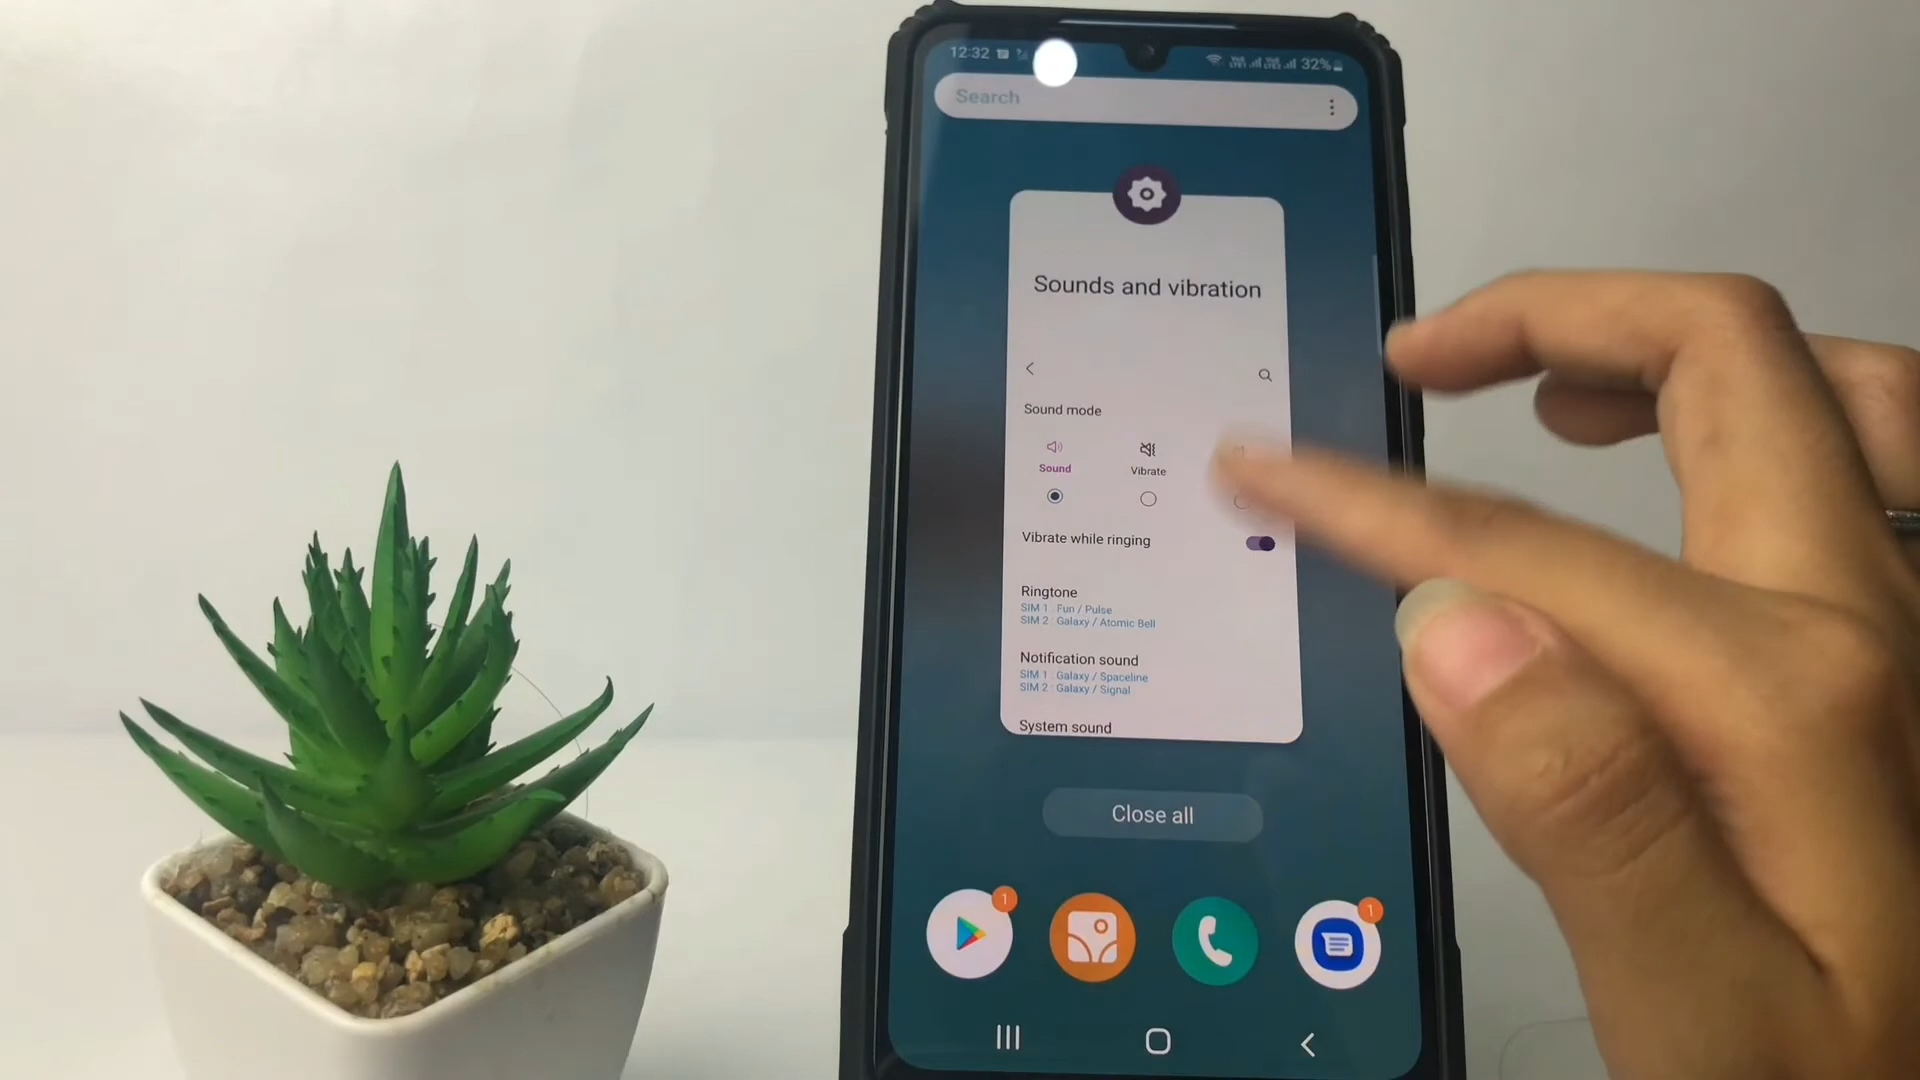 12:32
32%
Search
Sounds and vibration
Sound mode
Sound
Vibrate
Vibrate while ringing
Ringtone
SIM 1 : Fun / Pulse
SIM 2 : Galaxy / Atomic Bell
Notification sound
SIM 1 : Galaxy / Spaceline
SIM 2 : Galaxy / Signal
System sound
Close all
1
1